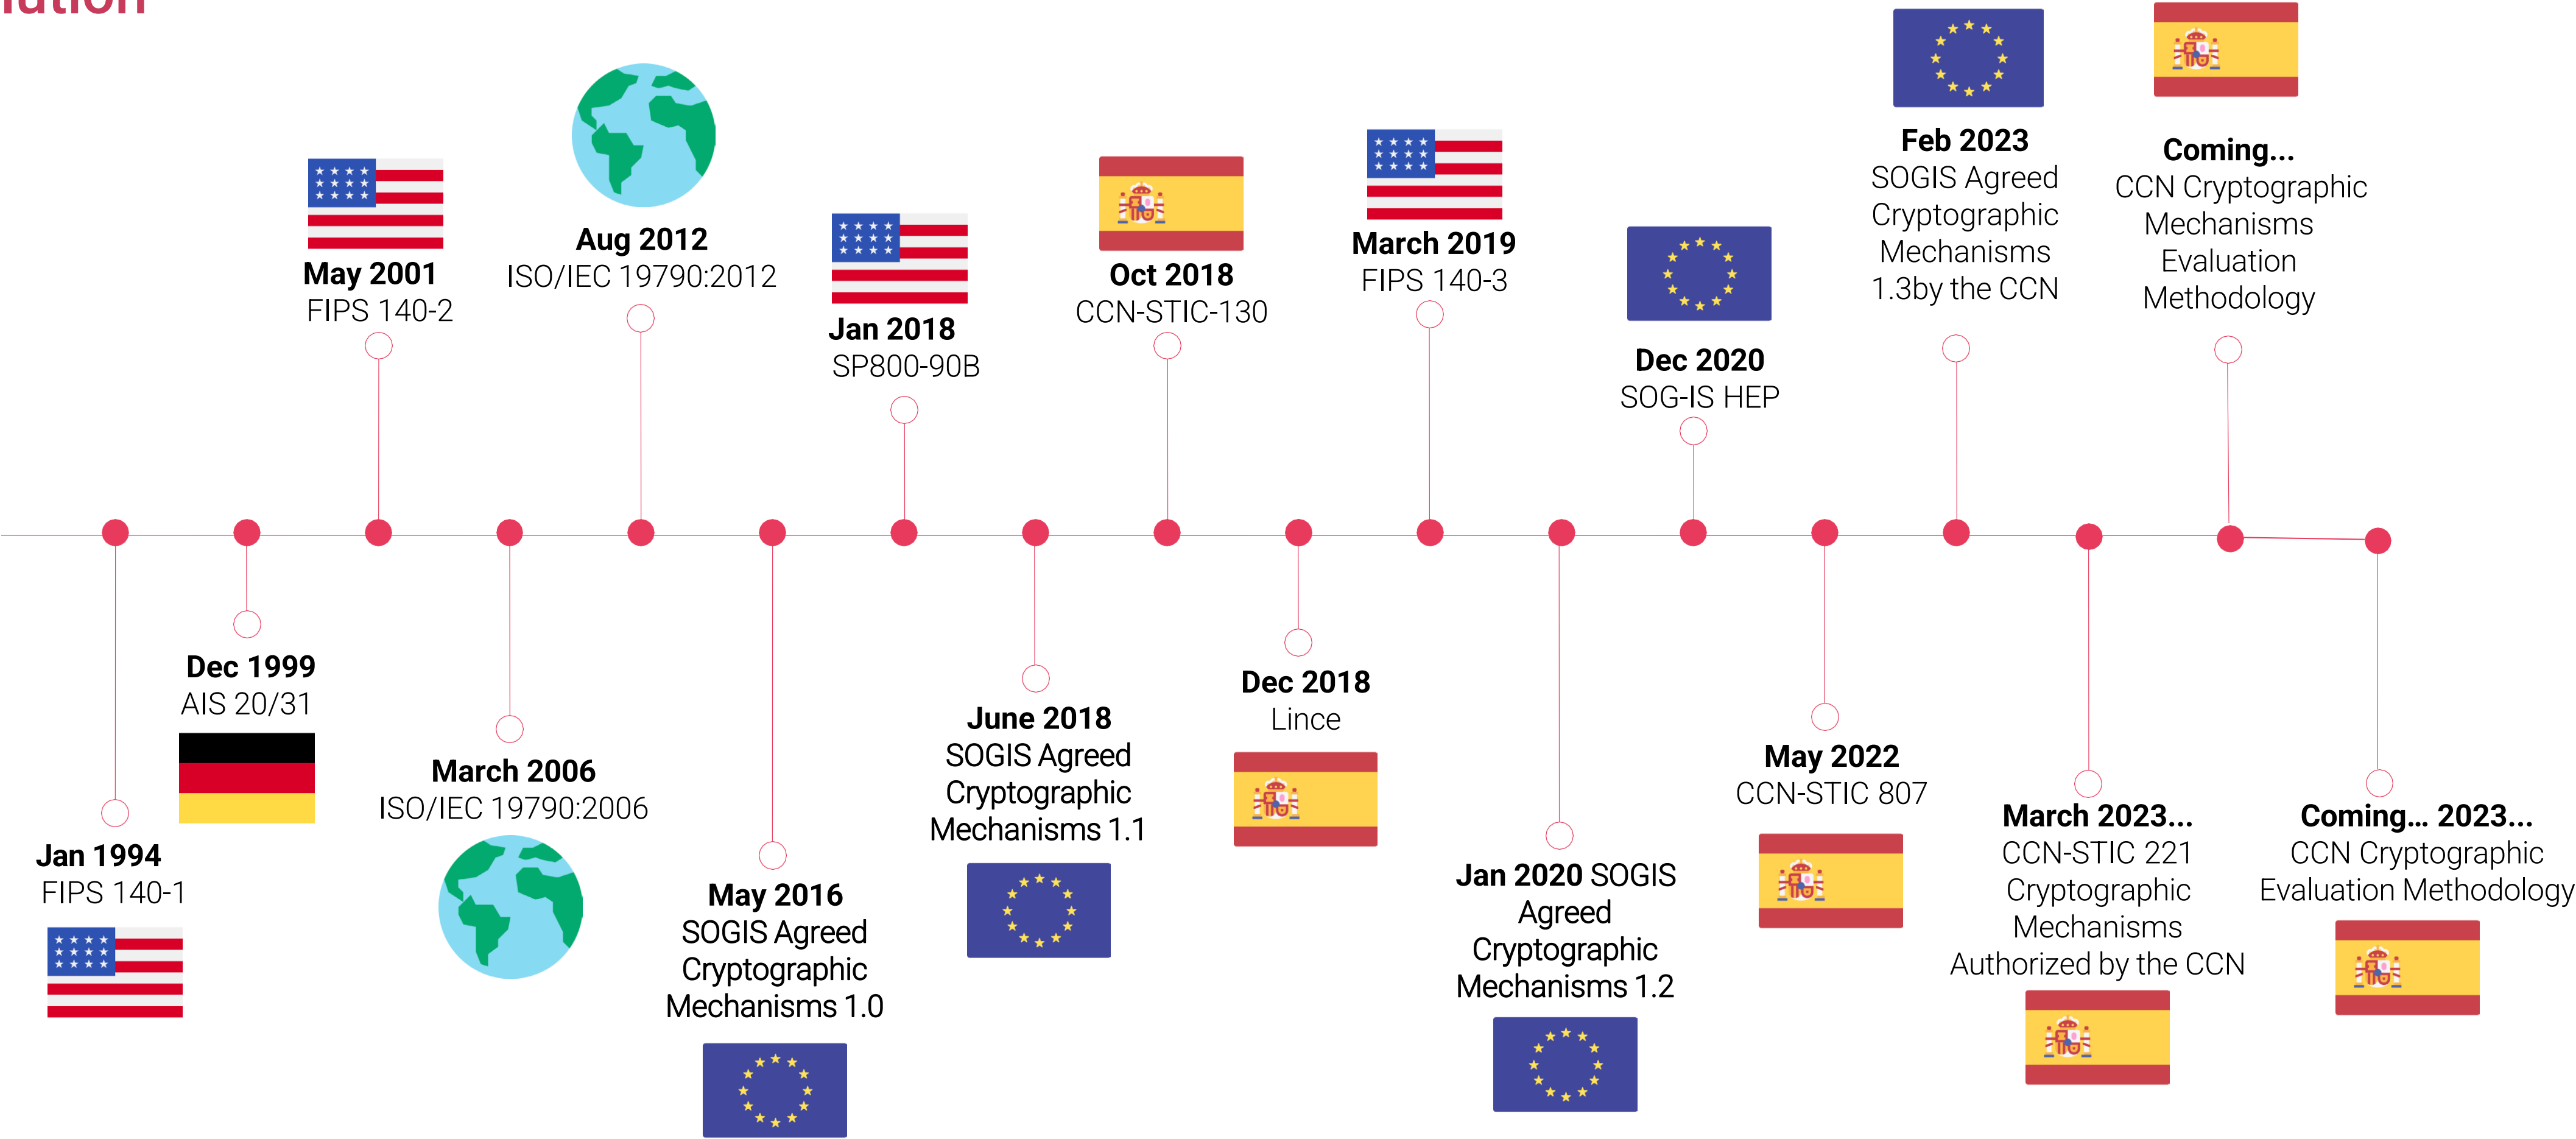 May 2001
FIPS 140-2
Aug 2012
ISO/IEC 19790:2012
Jan 2018
SP800-90B
Oct 2018
CCN-STIC-130
March 2019
FIPS 140-3
Dec 2020
SOG-IS HEP
Feb 2023
SOGIS Agreed
Cryptographic
Mechanisms
1.3by the CCN
Coming...
CCN Cryptographic
Mechanisms
Evaluation
Methodology
Jan 1994
FIPS 140-1
Dec 1999
AIS 20/31
March 2006
ISO/IEC 19790:2006
May 2016
SOGIS Agreed
Cryptographic
Mechanisms 1.0
June 2018
SOGIS Agreed
Cryptographic
Mechanisms 1.1
Dec 2018
Lince
Jan 2020 SOGIS
Agreed
Cryptographic
Mechanisms 1.2
May 2022
CCN-STIC 807
March 2023...
CCN-STIC 221
Cryptographic
Mechanisms
Authorized by the CCN
Coming... 2023...
CCN Cryptographic
Evaluation Methodology